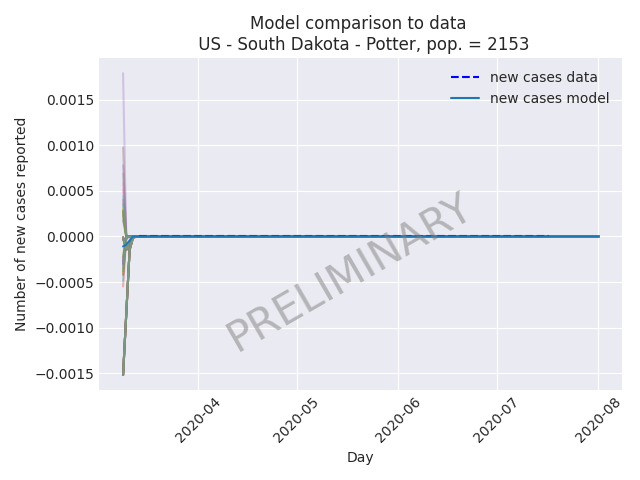 Model comparison to data
US - South Dakota - Potter, pop. = 2153
new cases data
new cases model
Number of new cases reported
0.0015
0.0010
0.0005
0.0000
−0.0005
−0.0010
−0.0015
PRELIMINARY
2020-04
2020-05
2020-06
2020-07
2020-08
Day